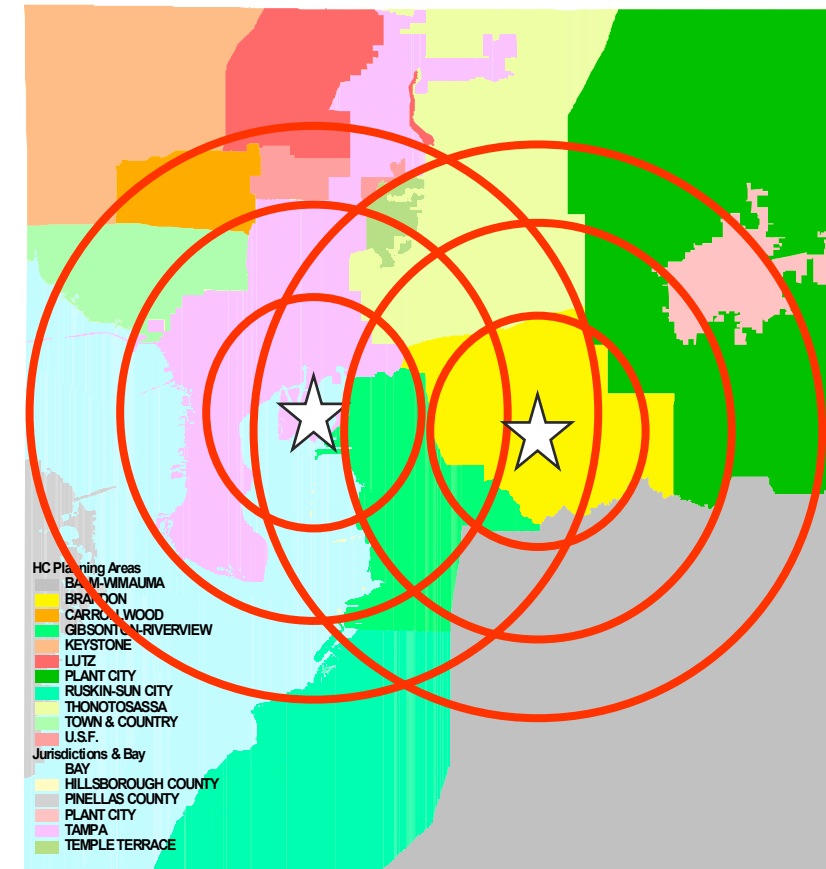 HC Planning Areas
BALM-WIMAUMA
BRANDON
CARROLLWOOD
GIBSONTON-RIVERVIEW
KEYSTONE
LUTZ
PLANT CITY
RUSKIN-SUN CITY
THONOTOSASSA
TOWN & COUNTRY
U.S.F.
Jurisdictions & Bay
BAY
HILLSBOROUGH COUNTY
PINELLAS COUNTY
PLANT CITY
TAMPA
TEMPLE TERRACE